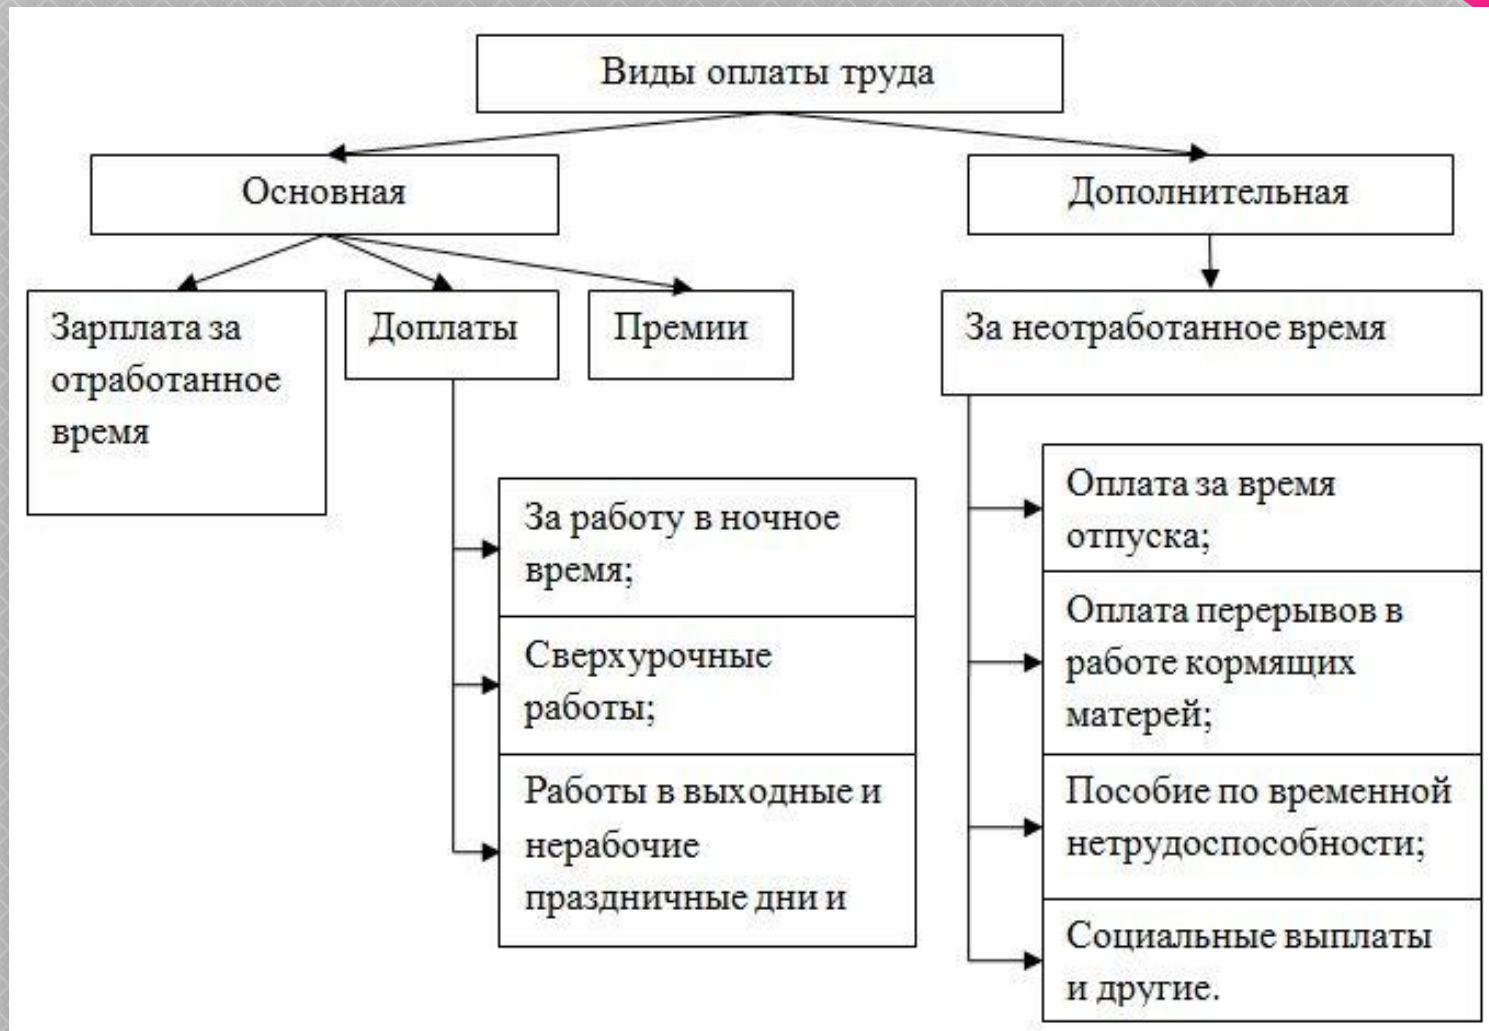 Виды оплаты труда
Основная
Дополнительная
Зарплата за
отработанное
время
Доплаты
Премии
За неотработанное время
За работу в ночное
время;
Сверхурочные
работы;
Работы в выходные и
нерабочие
праздничные дни и
Оплата за время
отпуска;
Оплата перерывов в
работе кормящих
матерей;
Пособие по временной
нетрудоспособности;
Социальные выплаты
и другие.